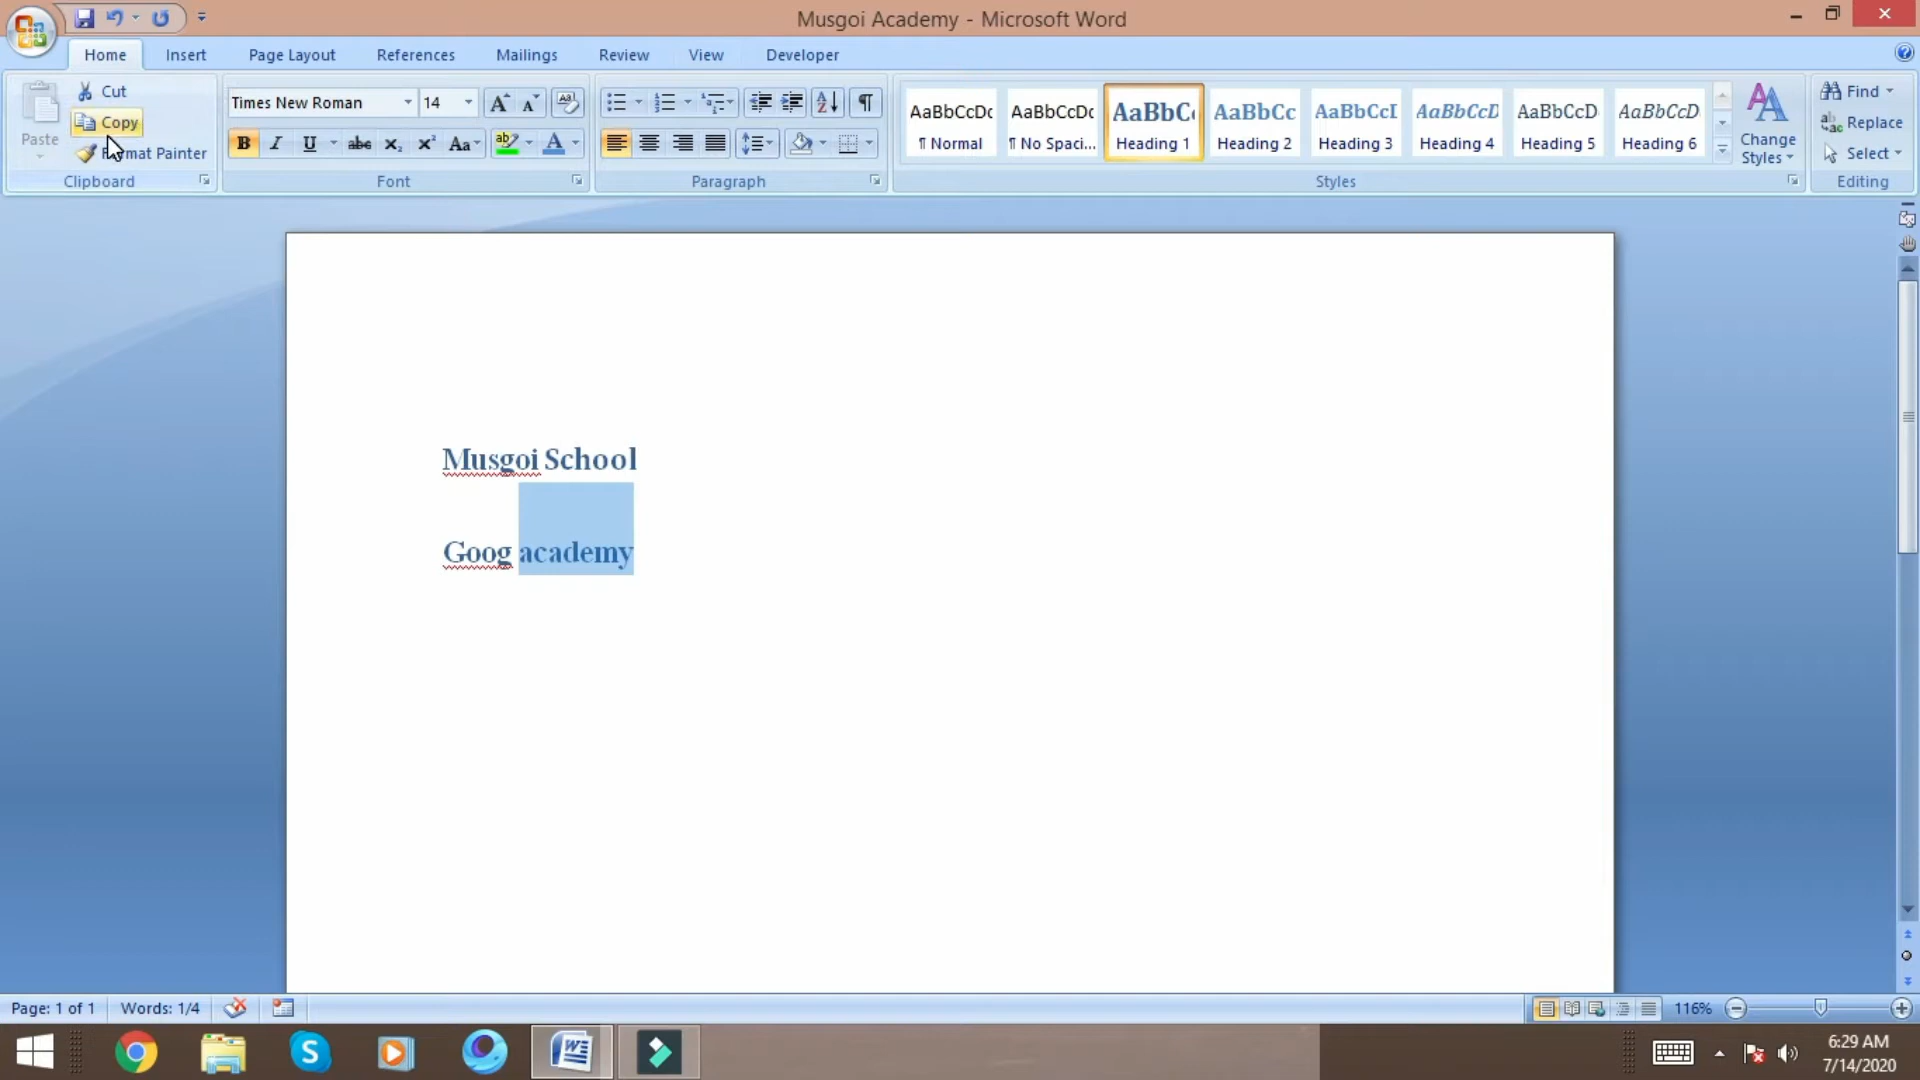 Musgoi Academy - Microsoft Word
Home Insert Page Layout References Mailings Review View Developer
Paste
Cut
Copy
Format Painter
Clipboard
Times New Roman 14
B I U abc
Font
Paragraph
AaBbCcDc AaBbCcDc AaBbC AaBbCc AaBbCcI AaBbCcD AaBbCcD AaBbCcD
¶ Normal ¶ No Spaci... Heading 1 Heading 2 Heading 3 Heading 4 Heading 5 Heading 6
Change
Styles
Styles
Find
Replace
Select
Editing
Musgoi School
Goog academy
Page: 1 of 1 Words: 1/4 116%
6:29 AM
7/14/2020